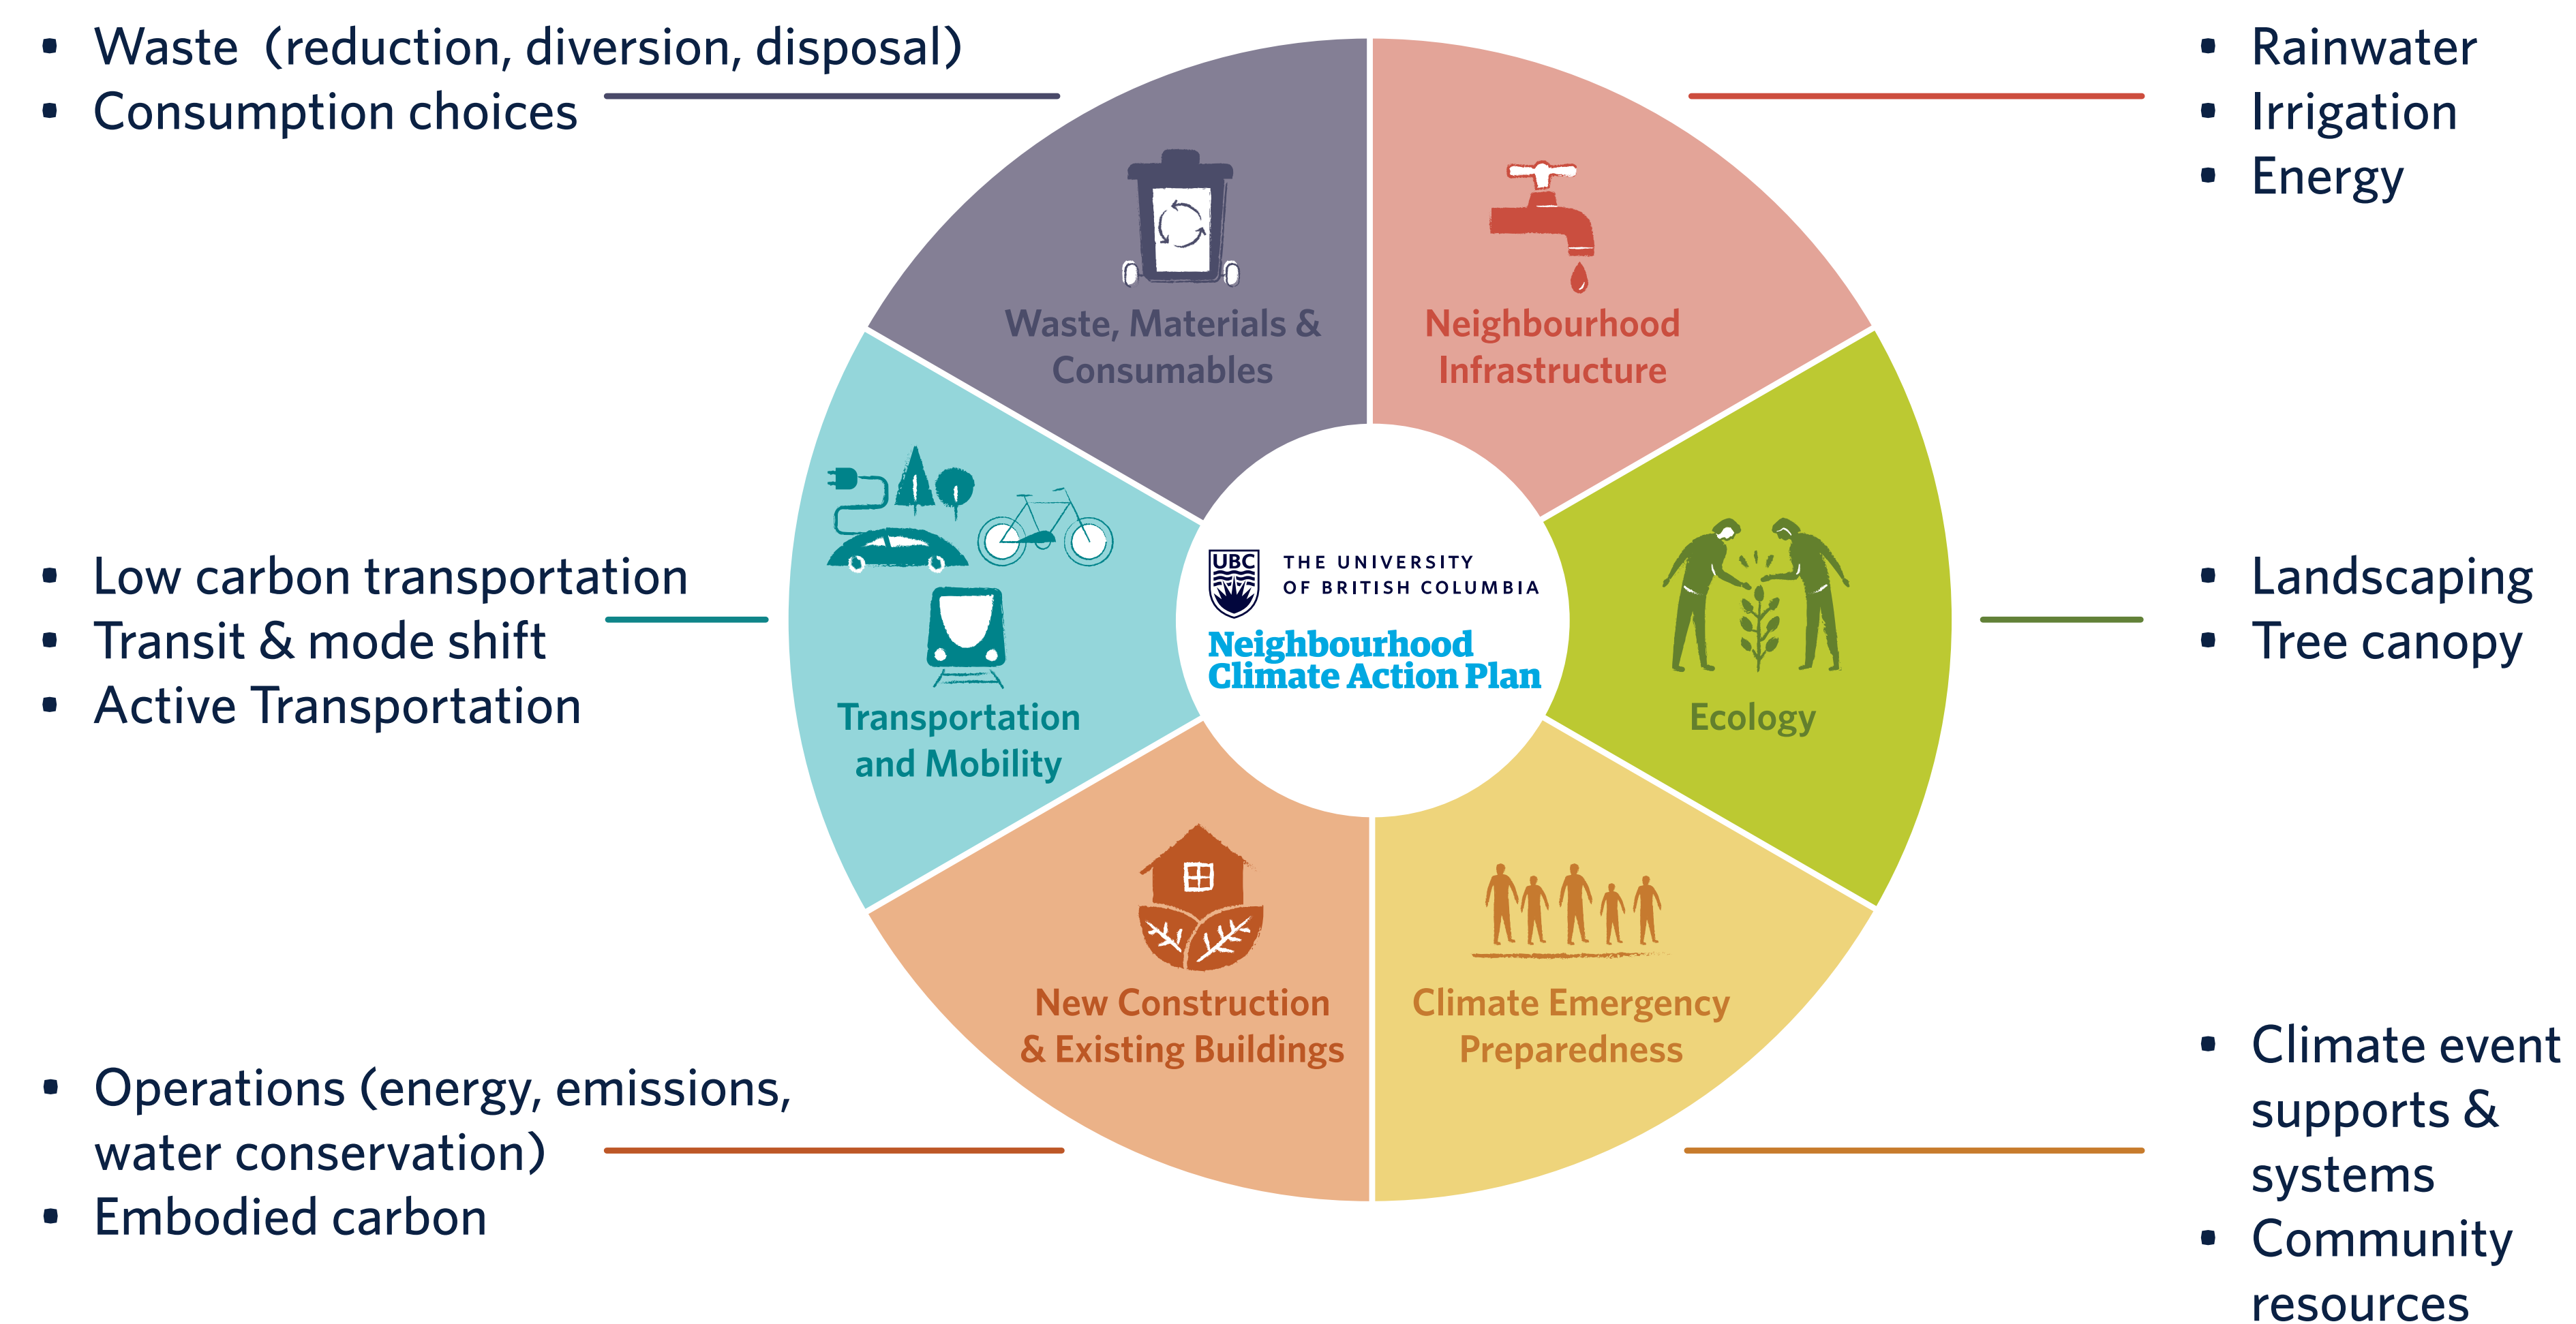 • Waste (reduction, diversion, disposal)
• Consumption choices
• Rainwater
• Irrigation
• Energy
Waste, Materials &
Consumables
Neighbourhood
Infrastructure
• Low carbon transportation
• Transit & mode shift
• Active Transportation
Transportation
and Mobility
UBC
THE UNIVERSITY
OF BRITISH COLUMBIA
Neighbourhood
Climate Action Plan
Ecology
• Landscaping
• Tree canopy
New Construction
& Existing Buildings
Climate Emergency
Preparedness
• Operations (energy, emissions,
water conservation)
• Embodied carbon
• Climate event
supports &
systems
• Community
resources